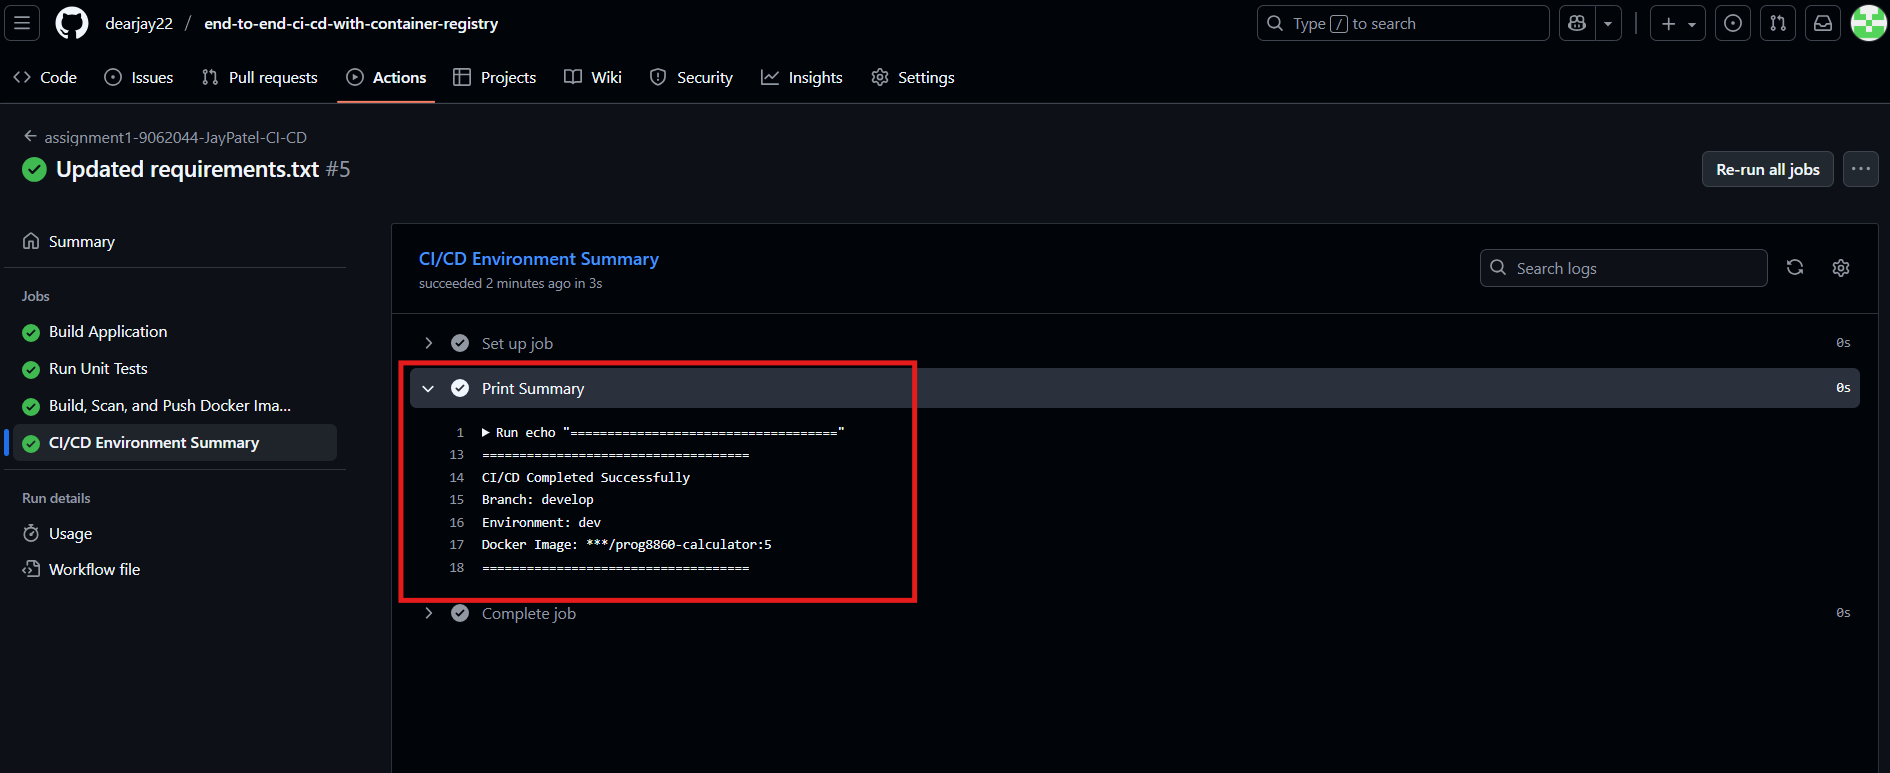 dearjay22 / end-to-end-ci-cd-with-container-registry
Type / to search
Code Issues Pull requests Actions Projects Wiki Security Insights Settings
assignment1-9062044-JayPatel-CI-CD
Updated requirements.txt #5
Re-run all jobs
Summary
Jobs
Build Application
Run Unit Tests
Build, Scan, and Push Docker Ima...
CI/CD Environment Summary
Run details
Usage
Workflow file
CI/CD Environment Summary
succeeded 2 minutes ago in 3s
Search logs
Set up job 0s
Print Summary 0s
1 Run echo "===================================="
13 ====================================
14 CI/CD Completed Successfully
15 Branch: develop
16 Environment: dev
17 Docker Image: ***/prog8860-calculator:5
18 ====================================
Complete job 0s